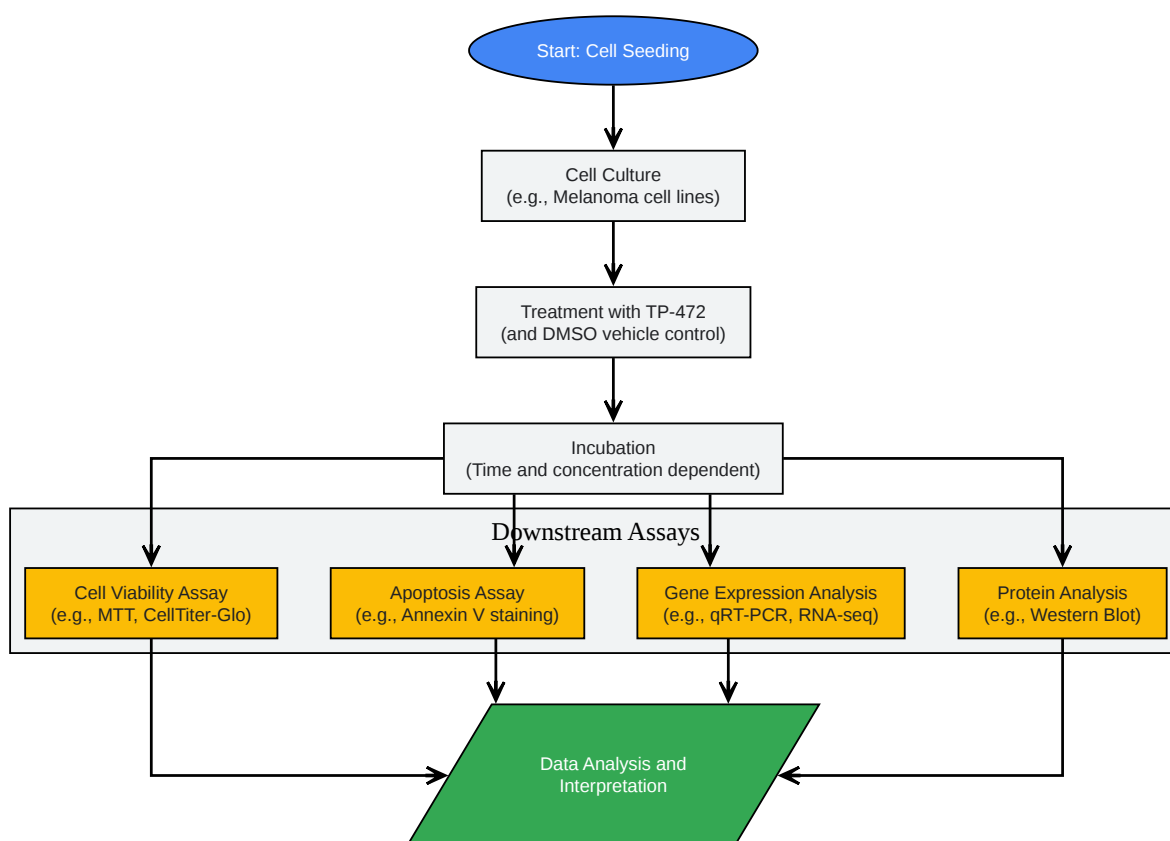 Start: Cell Seeding
Cell Culture
(e.g., Melanoma cell lines)
Treatment with TP-472
(and DMSO vehicle control)
Incubation
(Time and concentration dependent)
Downstream Assays
Cell Viability Assay
(e.g., MTT, CellTiter-Glo)
Apoptosis Assay
(e.g., Annexin V staining)
Gene Expression Analysis
(e.g., qRT-PCR, RNA-seq)
Protein Analysis
(e.g., Western Blot)
Data Analysis and
Interpretation